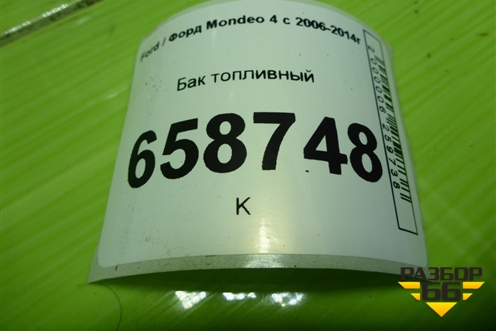 Ford / Форд Mondeo 4 с 2006-2014г
Бак топливный
658748
К
РАЗБОР
66